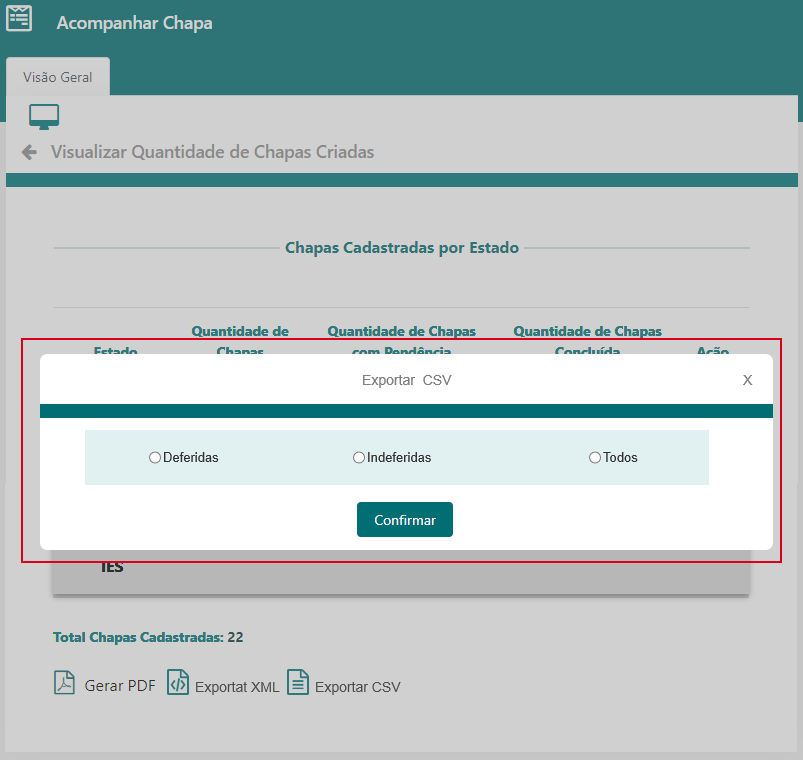 Acompanhar Chapa
Visão Geral
Visualizar Quantidade de Chapas Criadas
Chapas Cadastradas por Estado
Quantidade de Quantidade de Chapas Quantidade de Chapas
Estado Chapas com Pendência Concluída Ação
Exportar CSV X
Deferidas Indeferidas Todos
Confirmar
IES
Total Chapas Cadastradas: 22
Gerar PDF Exportat XML Exportar CSV